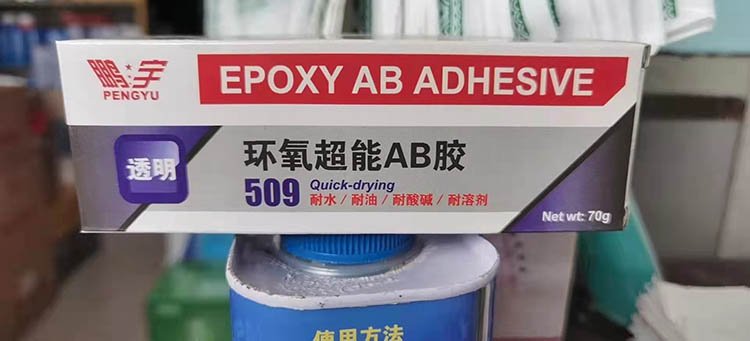 鹏宇
PENGYU
EPOXY AB ADHESIVE
透明
环氧超能AB胶
509
Quick-drying
耐水/耐油/耐酸碱/耐溶剂
Net wt: 70g
使用方法